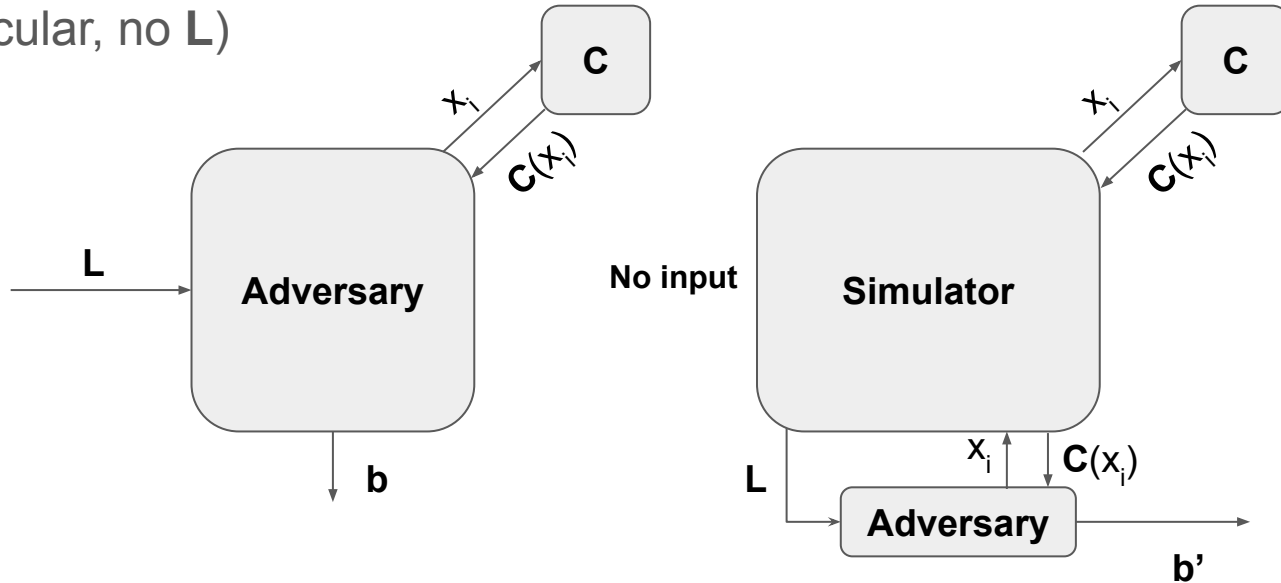 cular, no L)
C
xᵢ
C(xᵢ)
L
Adversary
b
C
xᵢ
C(xᵢ)
No input
Simulator
xᵢ
C(xᵢ)
L
Adversary
b’